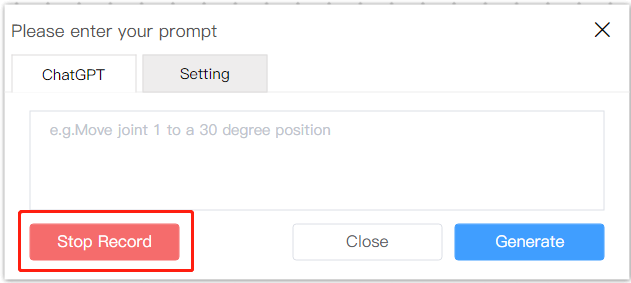 Please enter your prompt
ChatGPT Setting
e.g.Move joint 1 to a 30 degree position
Stop Record Close Generate